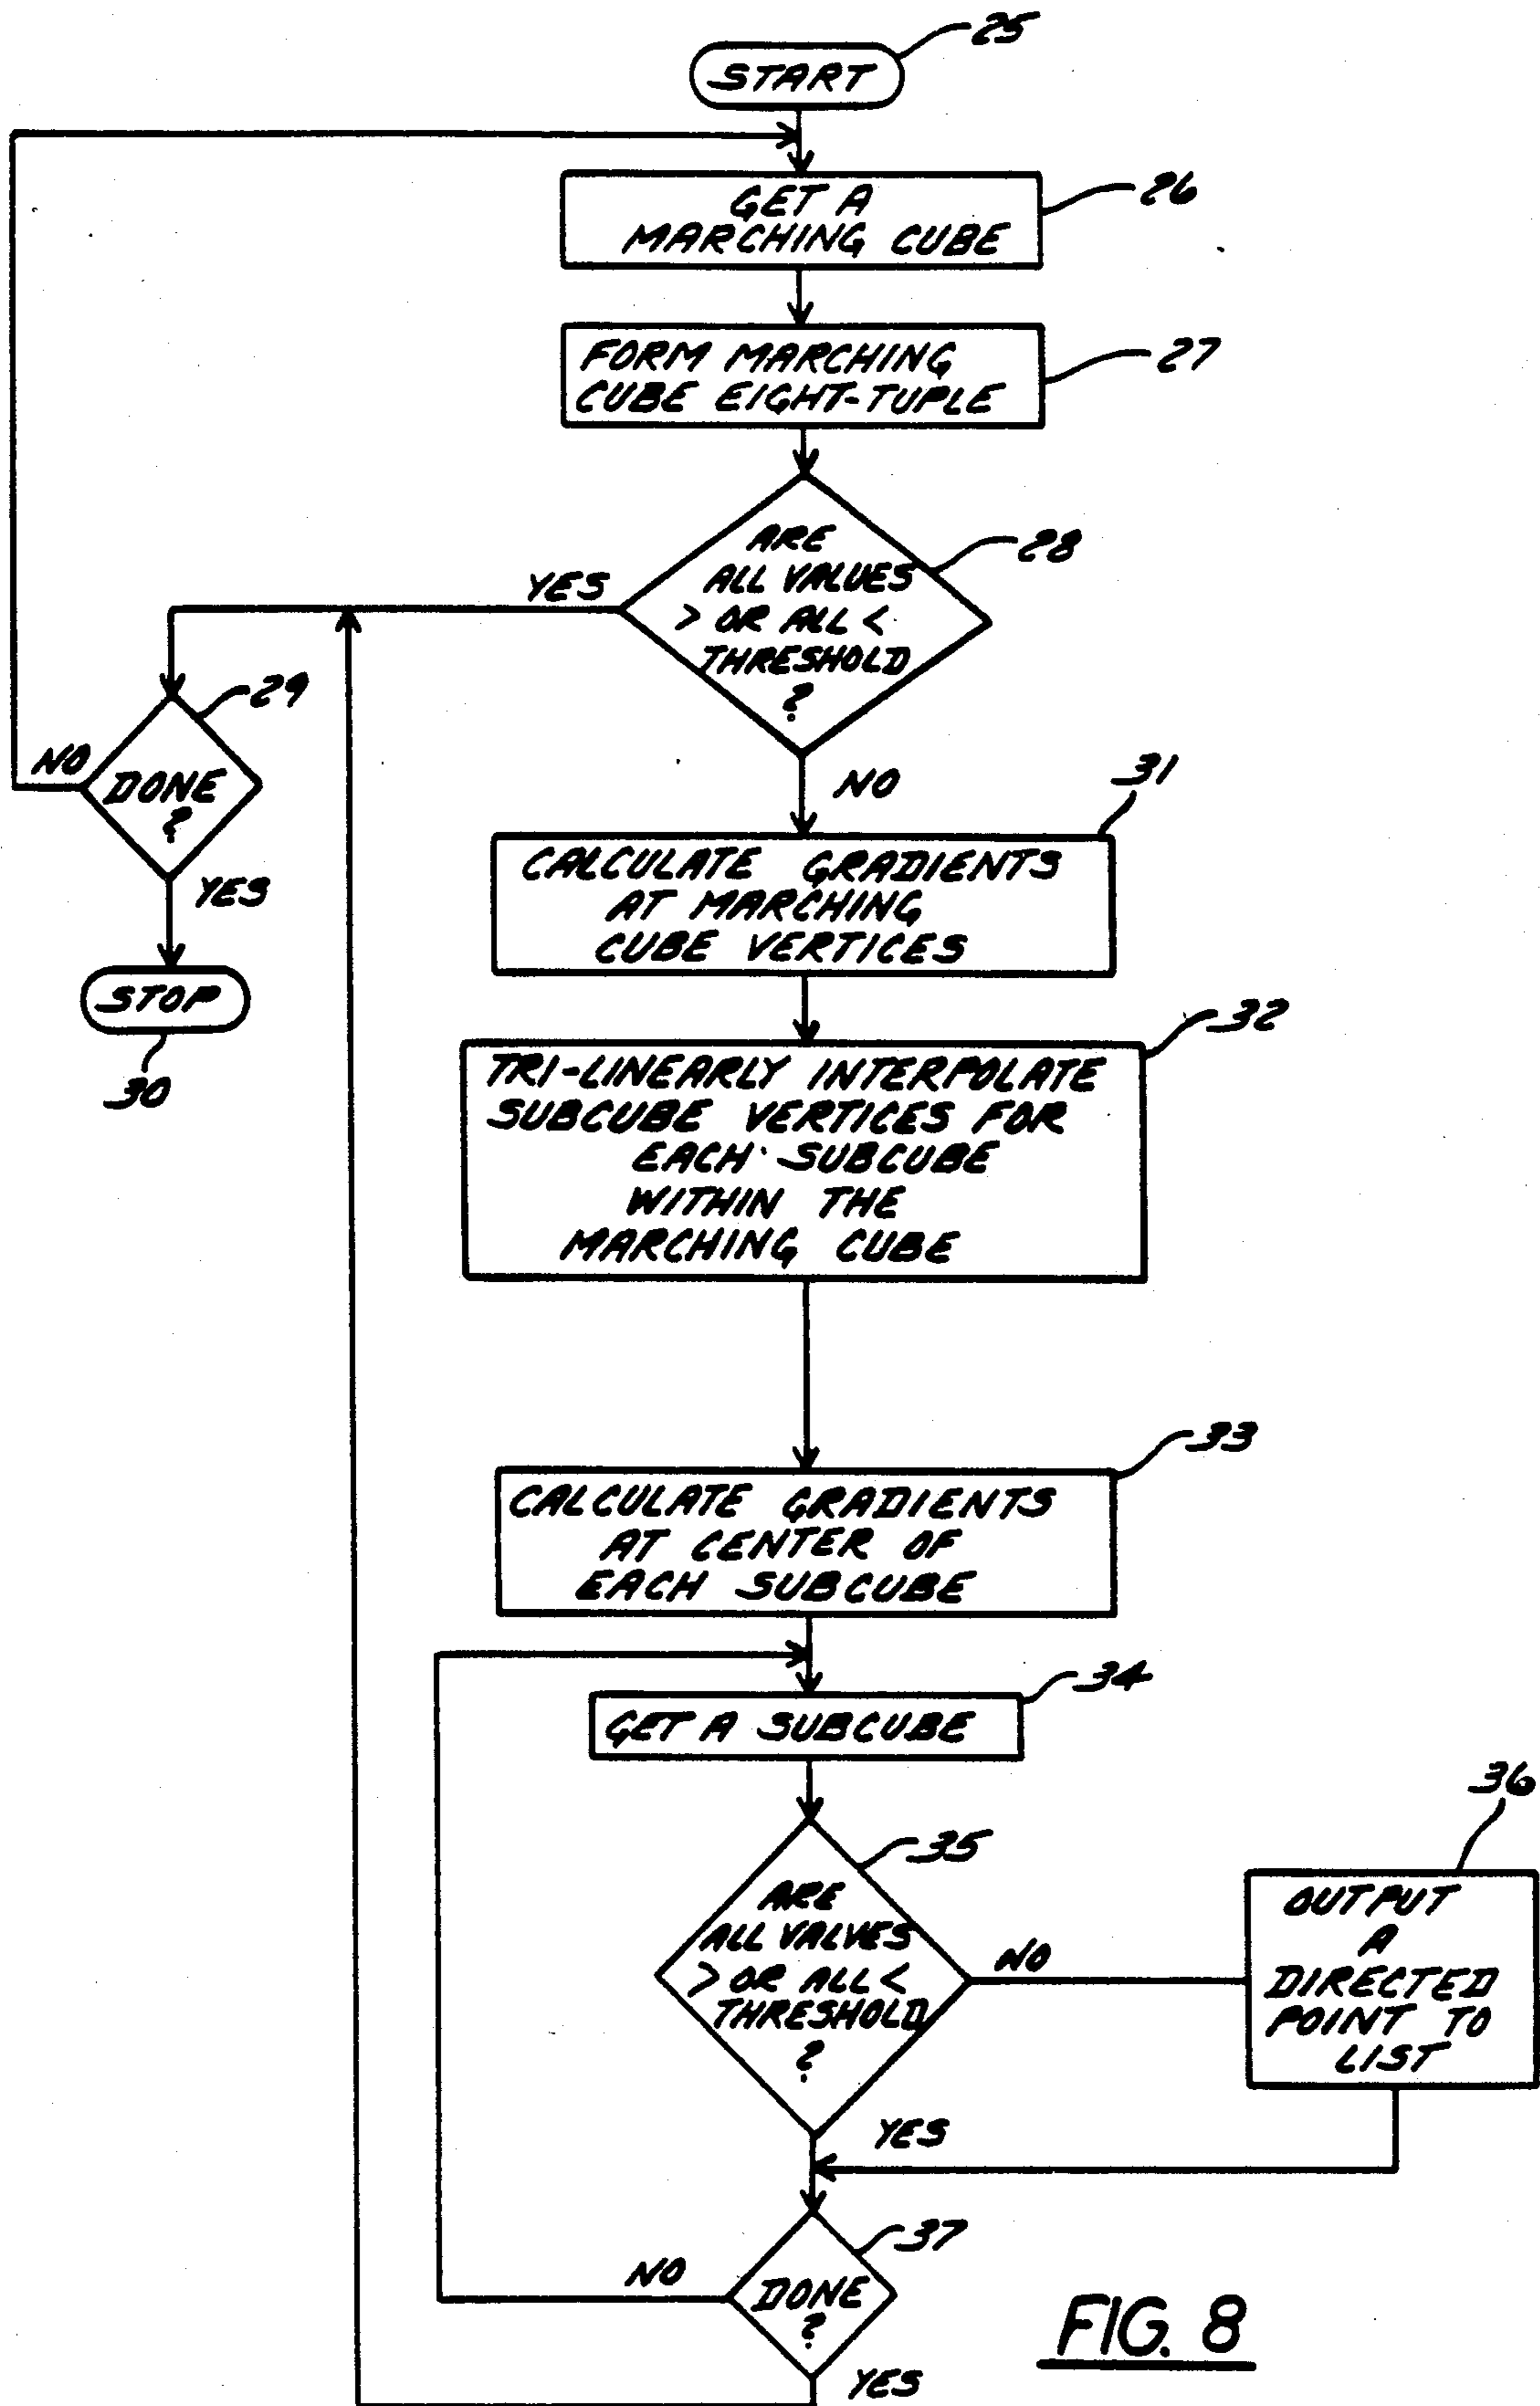 25
START
26
GET A
MARCHING CUBE
27
FORM MARCHING
CUBE EIGHT-TUPLE
28
ARE
ALL VALUES
> OR ALL <
THRESHOLD
?
YES
29
NO
DONE
?
YES
STOP
30
NO
31
CALCULATE GRADIENTS
AT MARCHING
CUBE VERTICES
32
TRI-LINEARLY INTERPOLATE
SUBCUBE VERTICES FOR
EACH SUBCUBE
WITHIN THE
MARCHING CUBE
33
CALCULATE GRADIENTS
AT CENTER OF
EACH SUBCUBE
34
GET A SUBCUBE
35
ARE
ALL VALVES
> OR ALL <
THRESHOLD
?
NO
36
OUTPUT
A
DIRECTED
POINT TO
LIST
YES
37
NO
DONE
?
YES
FIG. 8